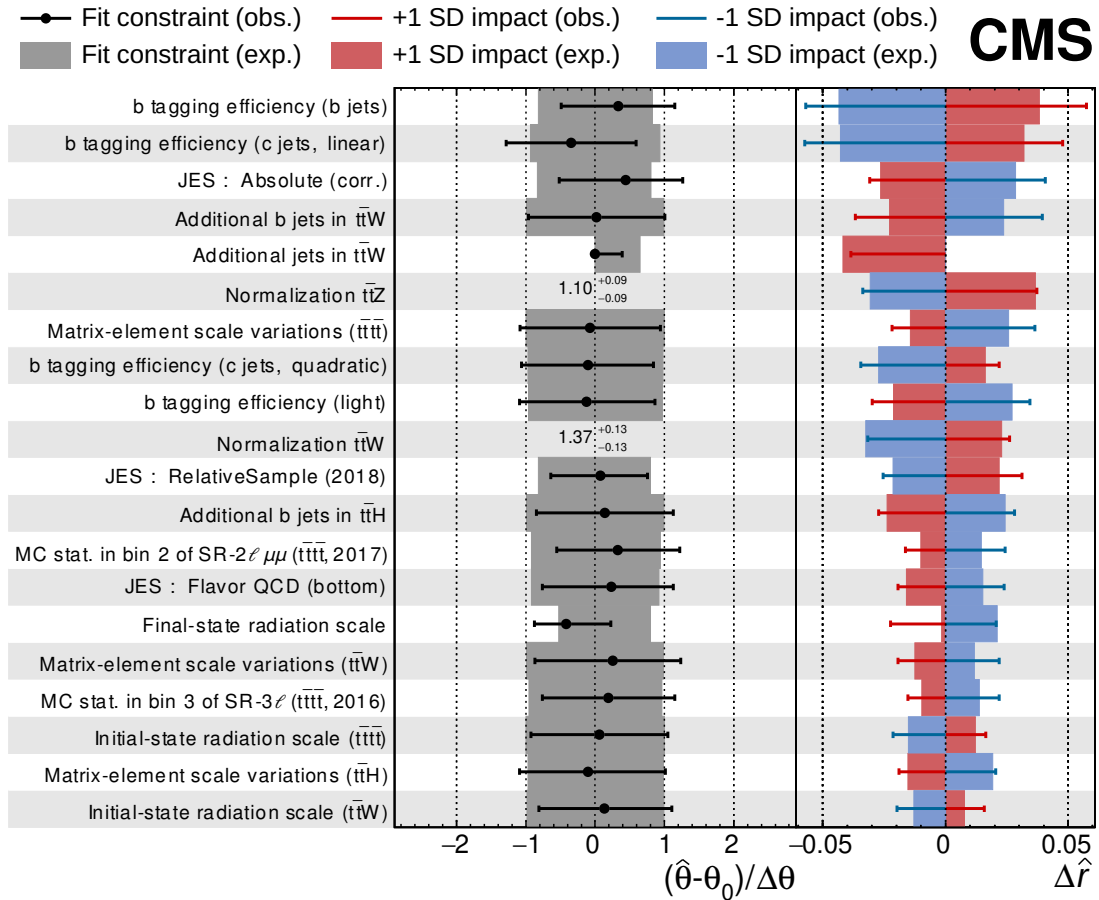 Fit constraint (obs.) +1 SD impact (obs.) -1 SD impact (obs.) CMS
Fit constraint (exp.) +1 SD impact (exp.) -1 SD impact (exp.)
b tagging efficiency (b jets)
b tagging efficiency (c jets, linear)
JES : Absolute (corr.)
Additional b jets in tt̄W
Additional jets in tt̄W
Normalization tt̄Z 1.10 +0.09 −0.09
Matrix-element scale variations (tt̄tt̄)
b tagging efficiency (c jets, quadratic)
b tagging efficiency (light)
Normalization tt̄W 1.37 +0.13 −0.13
JES : RelativeSample (2018)
Additional b jets in tt̄H
MC stat. in bin 2 of SR-2ℓ μμ (tt̄tt̄, 2017)
JES : Flavor QCD (bottom)
Final-state radiation scale
Matrix-element scale variations (tt̄W)
MC stat. in bin 3 of SR-3ℓ (tt̄tt̄, 2016)
Initial-state radiation scale (tt̄tt̄)
Matrix-element scale variations (tt̄H)
Initial-state radiation scale (tt̄W)
−2 −1 0 1 2 −0.05 0 0.05
(θ̂-θ₀)/Δθ Δr̂